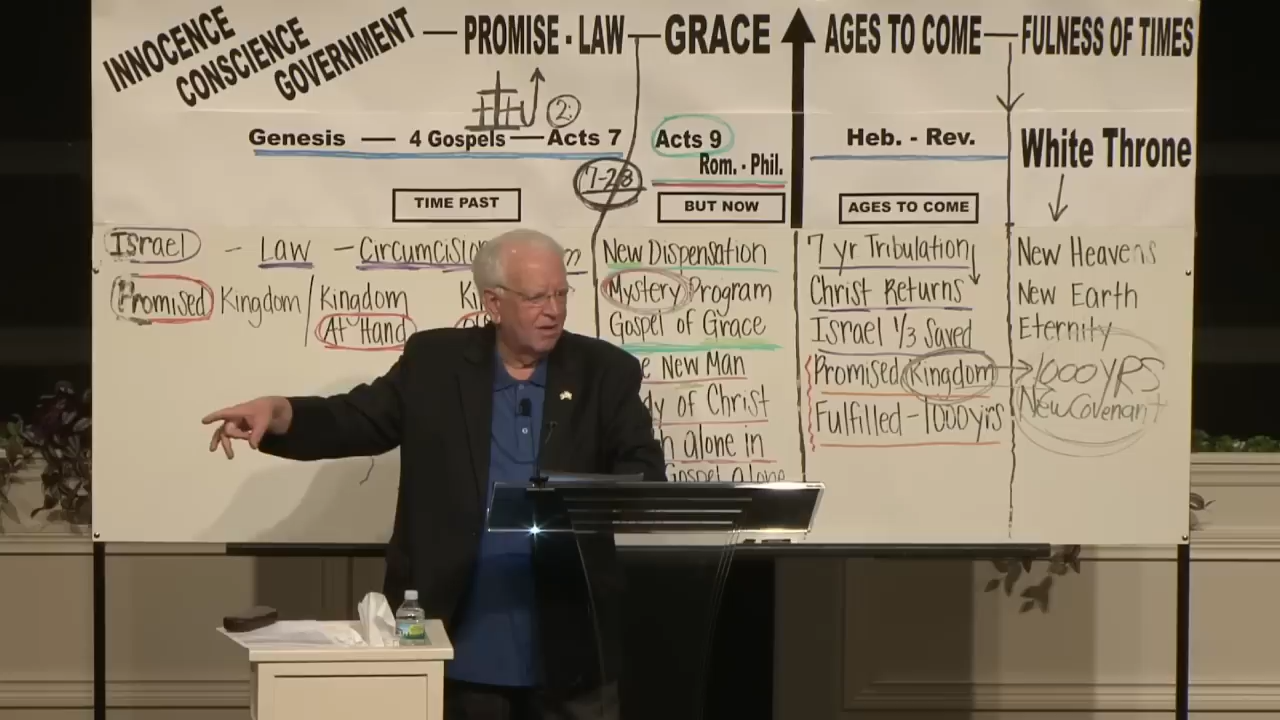 INNOCENCE
CONSCIENCE
GOVERNMENT — PROMISE - LAW — GRACE AGES TO COME — FULNESS OF TIMES
2:
Genesis — 4 Gospels — Acts 7 Acts 9 Heb. - Rev. White Throne
Rom. - Phil.
7-28
TIME PAST BUT NOW AGES TO COME
Israel - Law - Circumcision New Dispensation 7 yr Tribulation New Heavens
Promised Kingdom / Kingdom Mystery Program Christ Returns New Earth
At Hand Gospel of Grace Israel 1/3 Saved Eternity
New Man Promised Kingdom 1000 YRS
of Christ Fulfilled - 1000 yrs New Covenant
alone in
Gospel alone